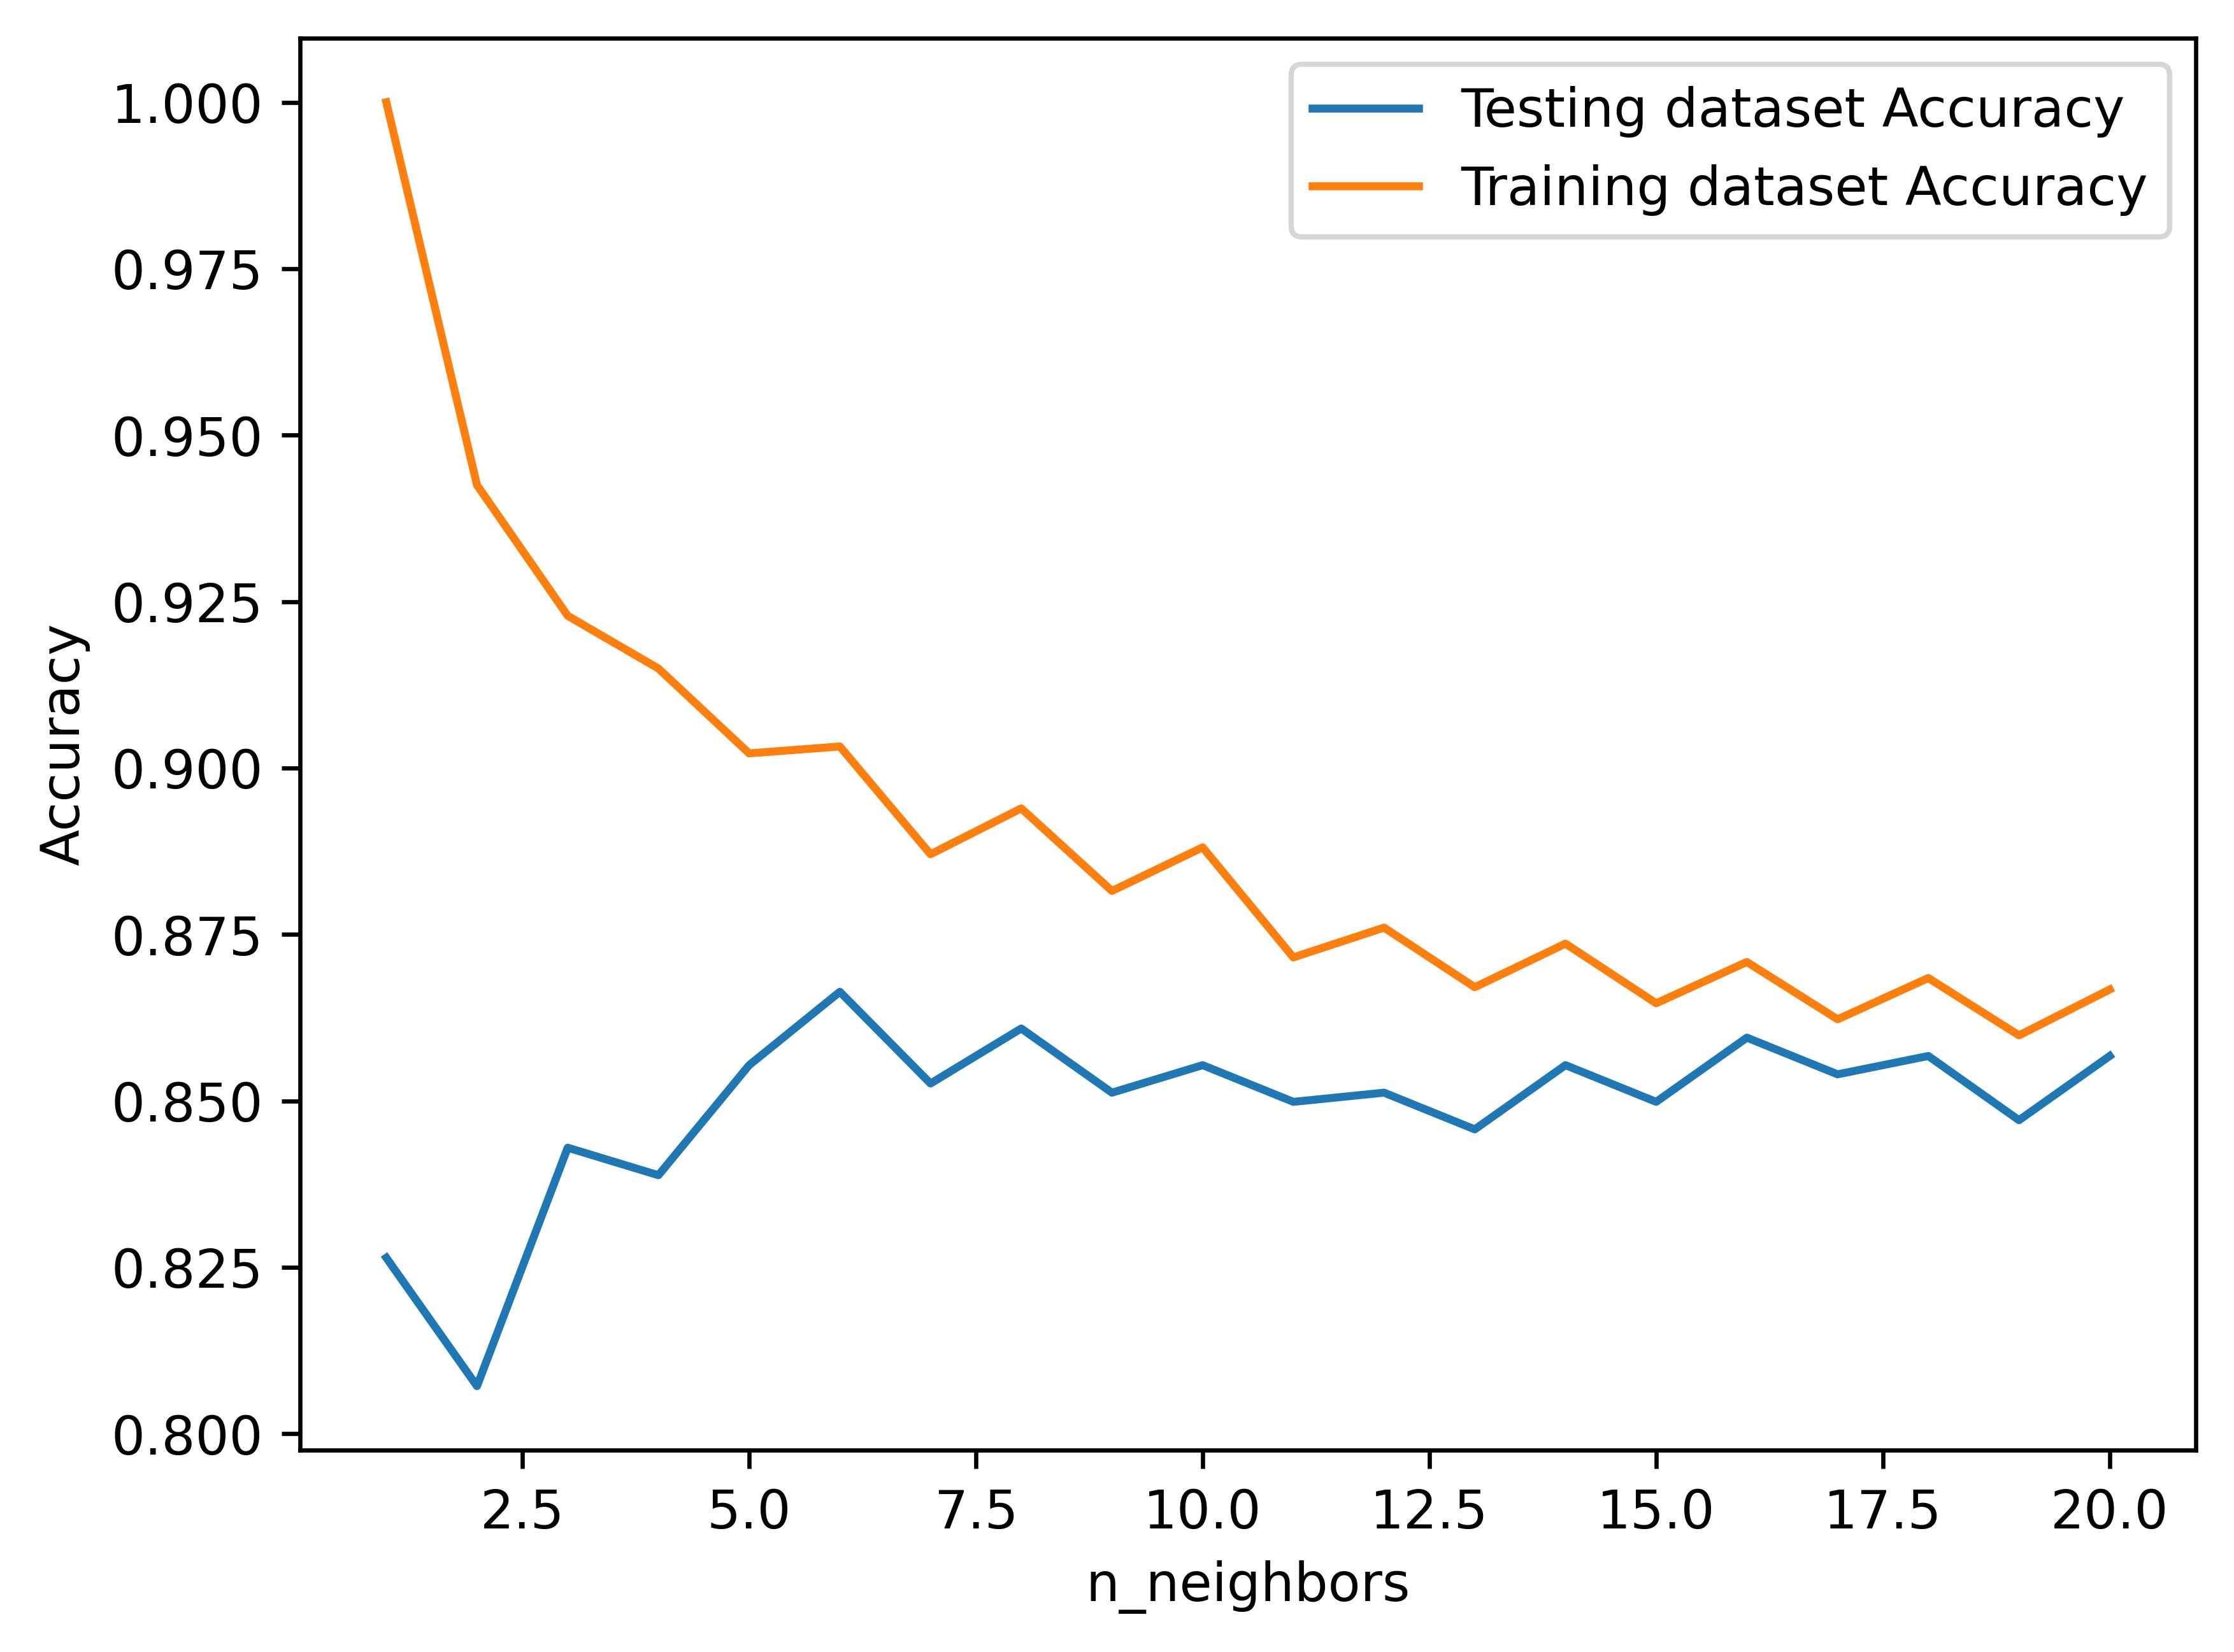 Testing dataset Accuracy
Training dataset Accuracy
1.000
0.975
0.950
0.925
0.900
0.875
0.850
0.825
0.800
Accuracy
2.5 5.0 7.5 10.0 12.5 15.0 17.5 20.0
n_neighbors